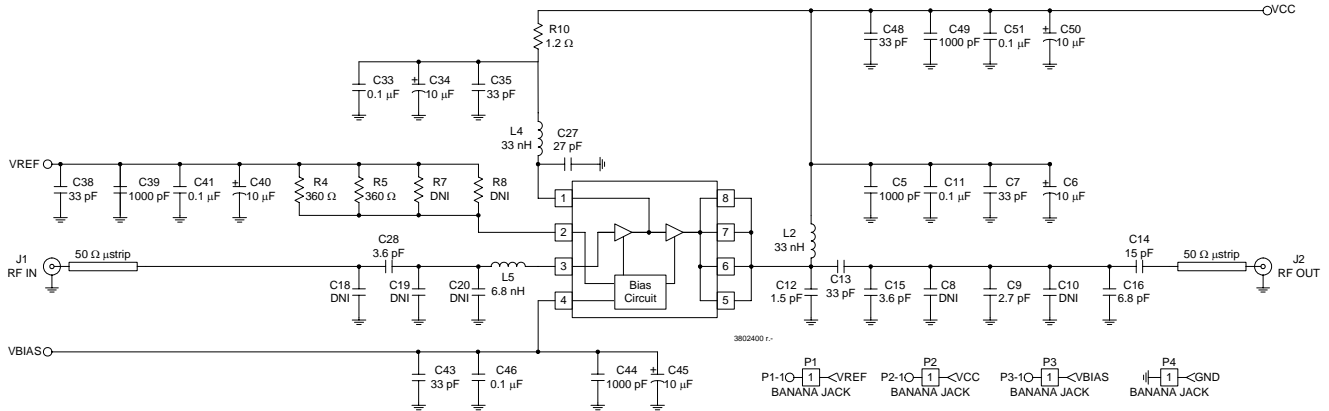 VCC
R10
1.2 Ω
C48
33 pF
C49
1000 pF
C51
0.1 μF
+ C50
10 μF
C33
0.1 μF
+ C34
10 μF
C35
33 pF
L4
33 nH
C27
27 pF
VREF
C38
33 pF
C39
1000 pF
C41
0.1 μF
+ C40
10 μF
R4
360 Ω
R5
360 Ω
R7
DNI
R8
DNI
C5
1000 pF
C11
0.1 μF
C7
33 pF
+ C6
10 μF
1
2
3
4
8
7
6
5
Bias
Circuit
L2
33 nH
J1
RF IN
50 Ω μstrip
C28
3.6 pF
L5
6.8 nH
C18
DNI
C19
DNI
C20
DNI
C12
1.5 pF
C13
33 pF
C15
3.6 pF
C8
DNI
C9
2.7 pF
C10
DNI
C14
15 pF
C16
6.8 pF
50 Ω μstrip
J2
RF OUT
3802400 r.-
VBIAS
C43
33 pF
C46
0.1 μF
C44
1000 pF
+ C45
10 μF
P1
P1-1 1 VREF
BANANA JACK
P2
P2-1 1 VCC
BANANA JACK
P3
P3-1 1 VBIAS
BANANA JACK
P4
1 GND
BANANA JACK